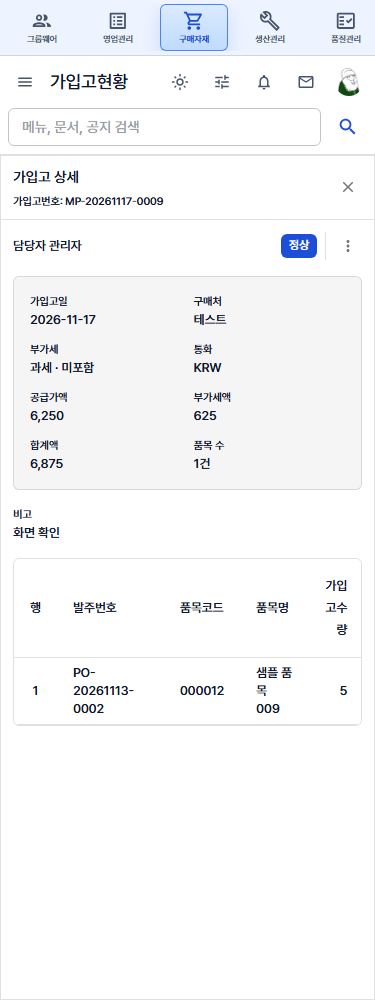 그룹웨어 영업관리 구매자재 생산관리 품질관리
가입고현황
메뉴, 문서, 공지 검색
가입고 상세
가입고번호: MP-20261117-0009
담당자 관리자 정상
가입고일 구매처
2026-11-17 테스트
부가세 통화
과세 · 미포함 KRW
공급가액 부가세액
6,250 625
합계액 품목 수
6,875 1건
비고
화면 확인
행 발주번호 품목코드 품목명 가입
고수
량
1 PO-
20261113-
0002 000012 샘플 품
목
009 5